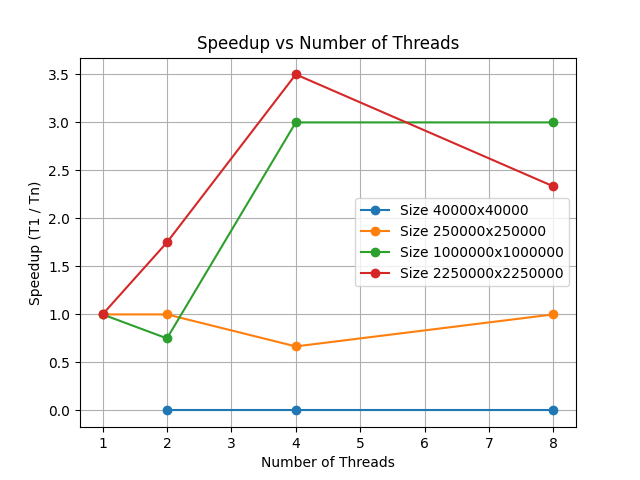 Speedup vs Number of Threads
Speedup (T1 / Tn)
3.5
3.0
2.5
2.0
1.5
1.0
0.5
0.0
Size 40000x40000
Size 250000x250000
Size 1000000x1000000
Size 2250000x2250000
1 2 3 4 5 6 7 8
Number of Threads